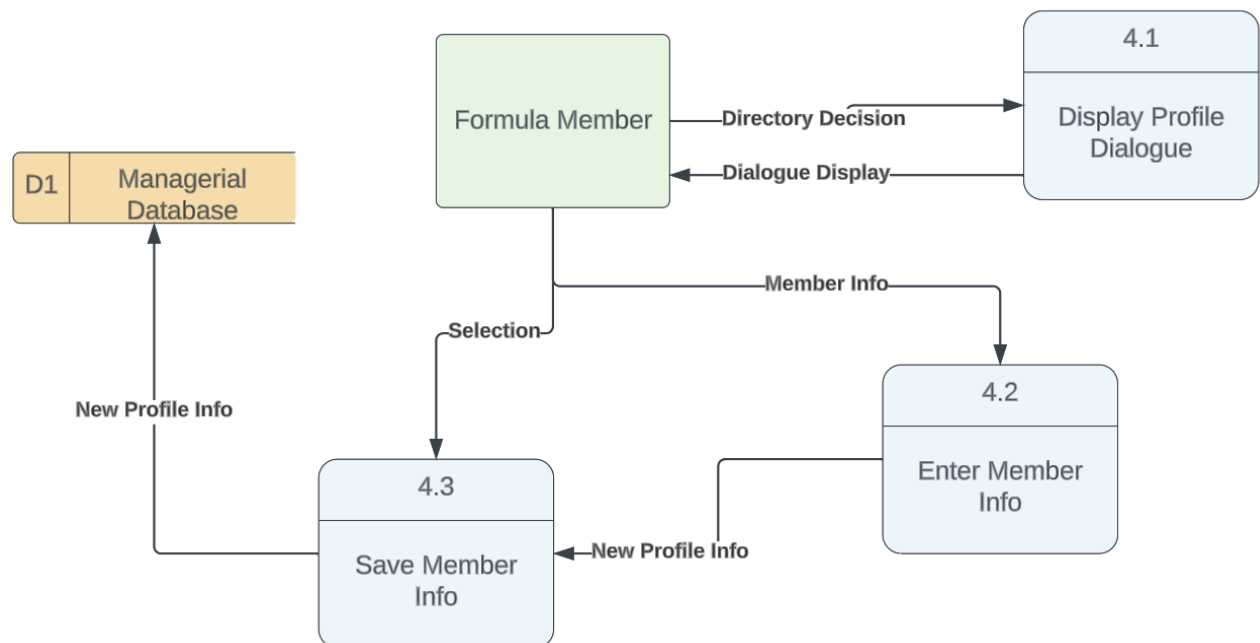 4.1
Formula Member
Directory Decision
Display Profile
Dialogue
Dialogue Display
D1
Managerial
Database
Member Info
Selection
4.2
New Profile Info
Enter Member
Info
4.3
New Profile Info
Save Member
Info